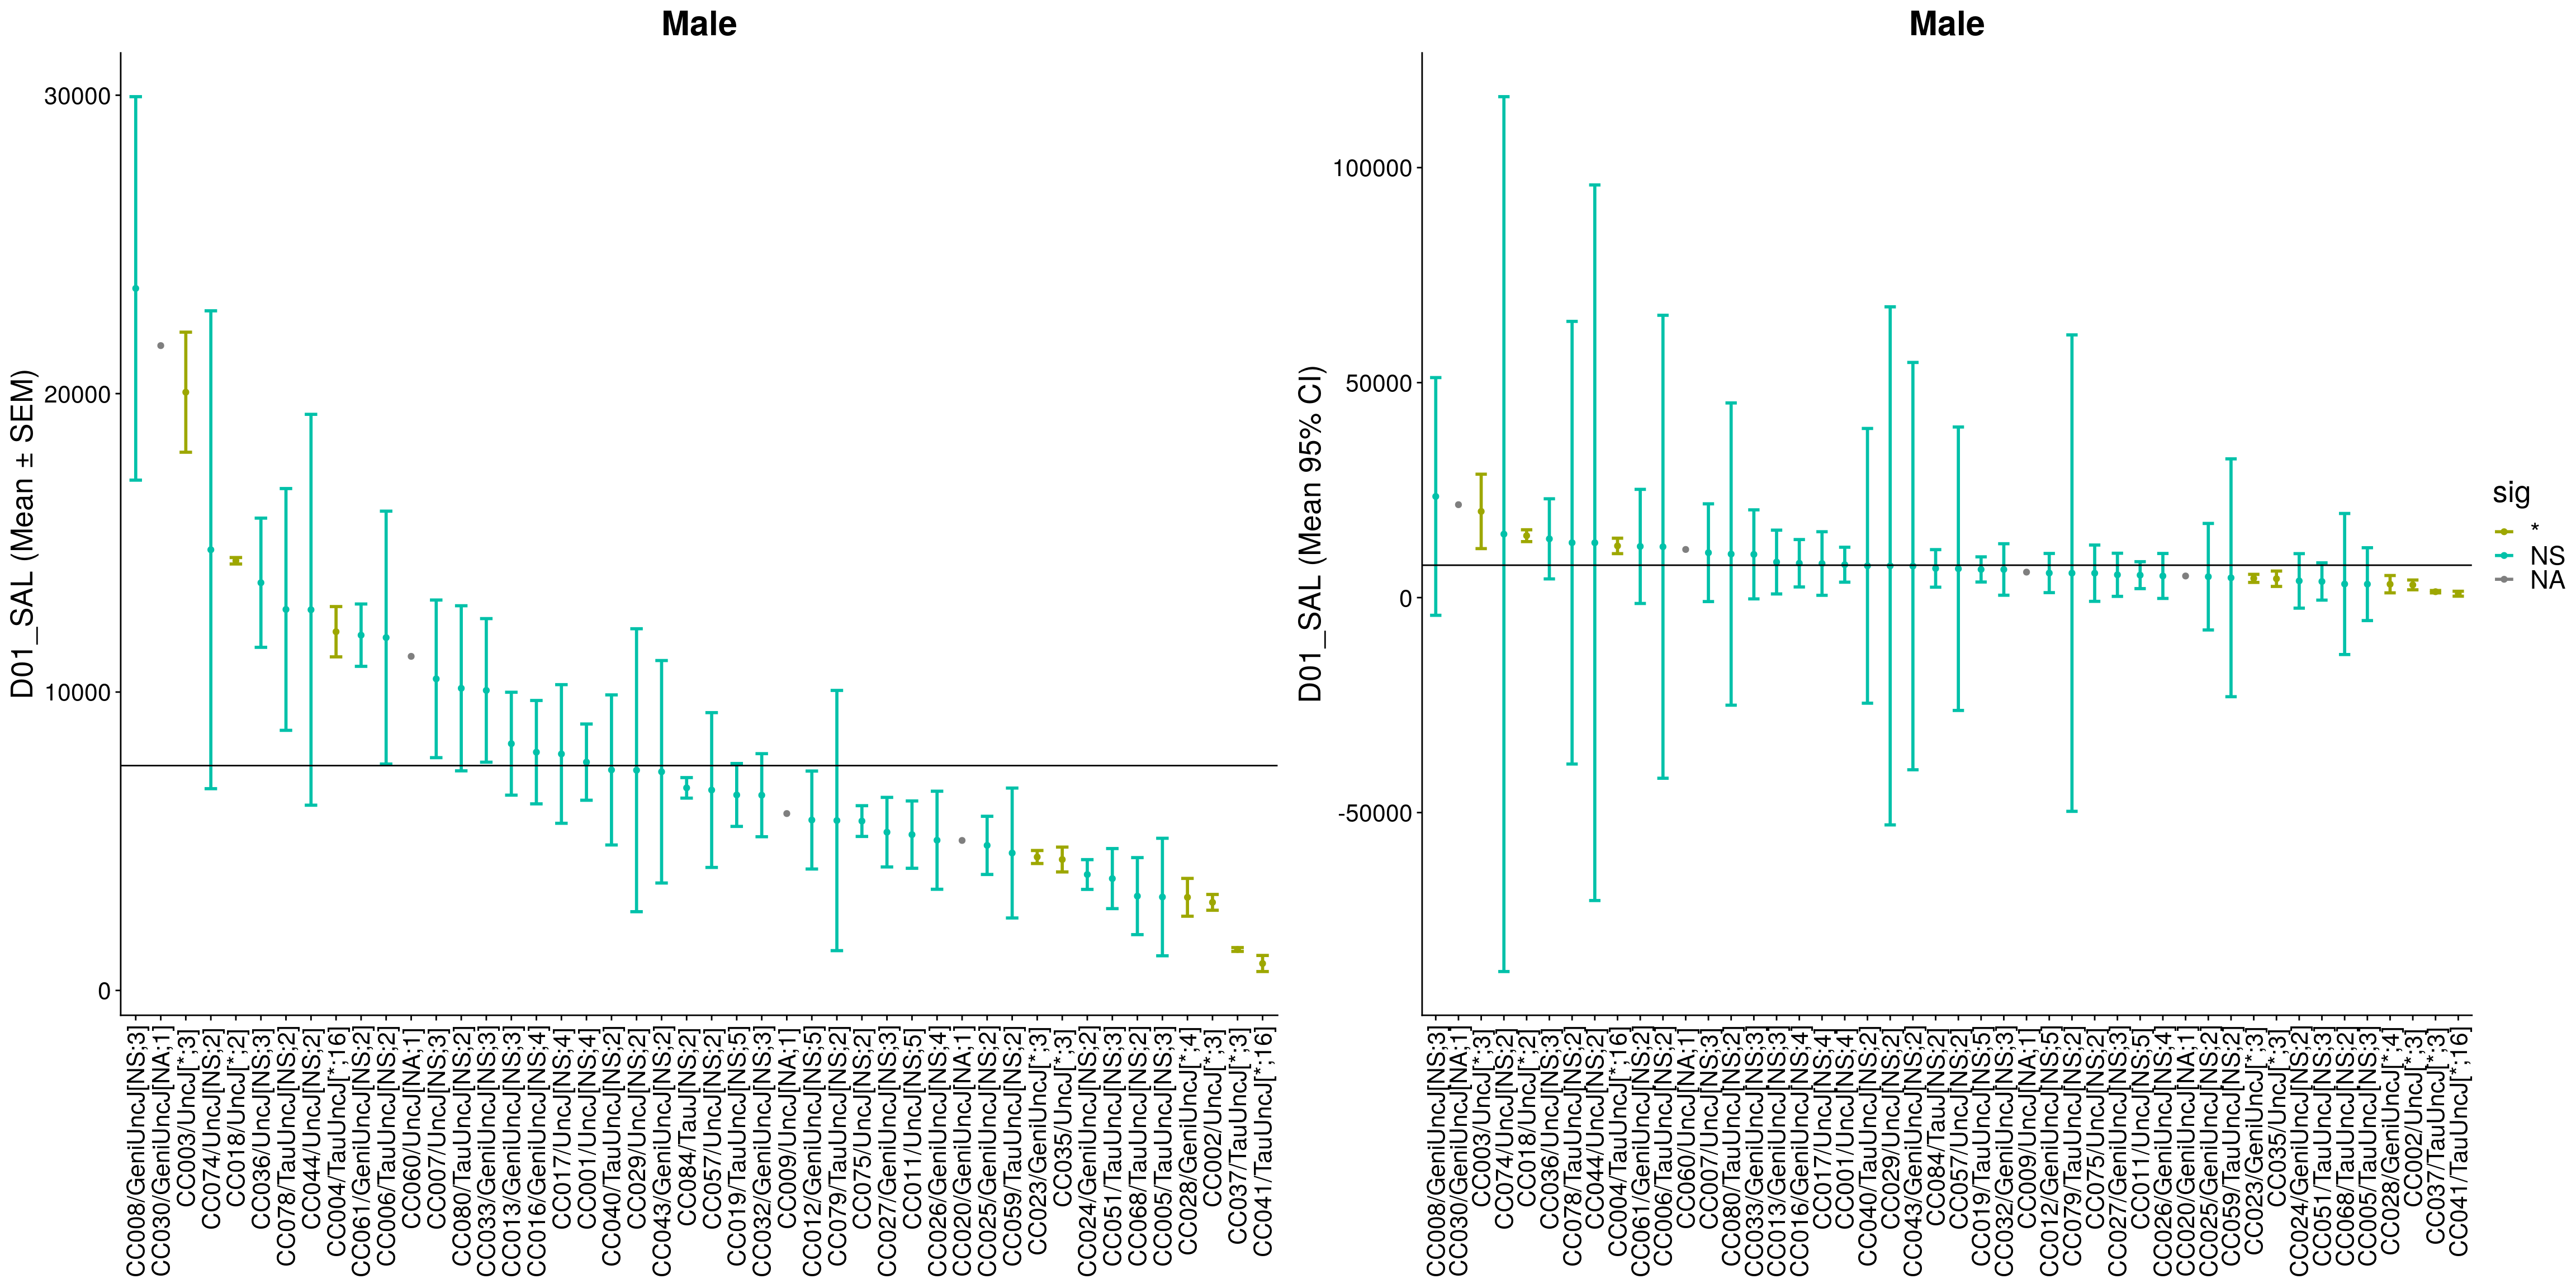 Male
D01_SAL (Mean ± SEM)
30000
20000
10000
0
CC008/GeniUncJ[NS;3]
CC030/GeniUncJ[NA;1]
CC003/UncJ[*;3]
CC074/UncJ[NS;2]
CC018/UncJ[*;2]
CC036/UncJ[NS;3]
CC078/TauUncJ[NS;2]
CC044/UncJ[NS;2]
CC004/TauUncJ[*;16]
CC061/GeniUncJ[NS;2]
CC006/TauUncJ[NS;2]
CC060/UncJ[NA;1]
CC007/UncJ[NS;3]
CC080/TauUncJ[NS;2]
CC033/GeniUncJ[NS;3]
CC013/GeniUncJ[NS;3]
CC016/GeniUncJ[NS;4]
CC017/UncJ[NS;4]
CC001/UncJ[NS;4]
CC040/TauUncJ[NS;2]
CC029/UncJ[NS;2]
CC043/GeniUncJ[NS;2]
CC084/TauJ[NS;2]
CC057/UncJ[NS;2]
CC019/TauUncJ[NS;5]
CC032/GeniUncJ[NS;3]
CC009/UncJ[NA;1]
CC012/GeniUncJ[NS;5]
CC079/TauUncJ[NS;2]
CC075/UncJ[NS;2]
CC027/GeniUncJ[NS;3]
CC011/UncJ[NS;5]
CC026/GeniUncJ[NS;4]
CC020/GeniUncJ[NA;1]
CC025/GeniUncJ[NS;2]
CC059/TauUncJ[NS;2]
CC023/GeniUncJ[*;3]
CC035/UncJ[*;3]
CC024/GeniUncJ[NS;2]
CC051/TauUncJ[NS;3]
CC068/TauUncJ[NS;2]
CC005/TauUncJ[NS;3]
CC028/GeniUncJ[*;4]
CC002/UncJ[*;3]
CC037/TauUncJ[*;3]
CC041/TauUncJ[*;16]
Male
D01_SAL (Mean 95% CI)
100000
50000
0
-50000
CC008/GeniUncJ[NS;3]
CC030/GeniUncJ[NA;1]
CC003/UncJ[*;3]
CC074/UncJ[NS;2]
CC018/UncJ[*;2]
CC036/UncJ[NS;3]
CC078/TauUncJ[NS;2]
CC044/UncJ[NS;2]
CC004/TauUncJ[*;16]
CC061/GeniUncJ[NS;2]
CC006/TauUncJ[NS;2]
CC060/UncJ[NA;1]
CC007/UncJ[NS;3]
CC080/TauUncJ[NS;2]
CC033/GeniUncJ[NS;3]
CC013/GeniUncJ[NS;3]
CC016/GeniUncJ[NS;4]
CC017/UncJ[NS;4]
CC001/UncJ[NS;4]
CC040/TauUncJ[NS;2]
CC029/UncJ[NS;2]
CC043/GeniUncJ[NS;2]
CC084/TauJ[NS;2]
CC057/UncJ[NS;2]
CC019/TauUncJ[NS;5]
CC032/GeniUncJ[NS;3]
CC009/UncJ[NA;1]
CC012/GeniUncJ[NS;5]
CC079/TauUncJ[NS;2]
CC075/UncJ[NS;2]
CC027/GeniUncJ[NS;3]
CC011/UncJ[NS;5]
CC026/GeniUncJ[NS;4]
CC020/GeniUncJ[NA;1]
CC025/GeniUncJ[NS;2]
CC059/TauUncJ[NS;2]
CC023/GeniUncJ[*;3]
CC035/UncJ[*;3]
CC024/GeniUncJ[NS;2]
CC051/TauUncJ[NS;3]
CC068/TauUncJ[NS;2]
CC005/TauUncJ[NS;3]
CC028/GeniUncJ[*;4]
CC002/UncJ[*;3]
CC037/TauUncJ[*;3]
CC041/TauUncJ[*;16]
sig
*
NS
NA